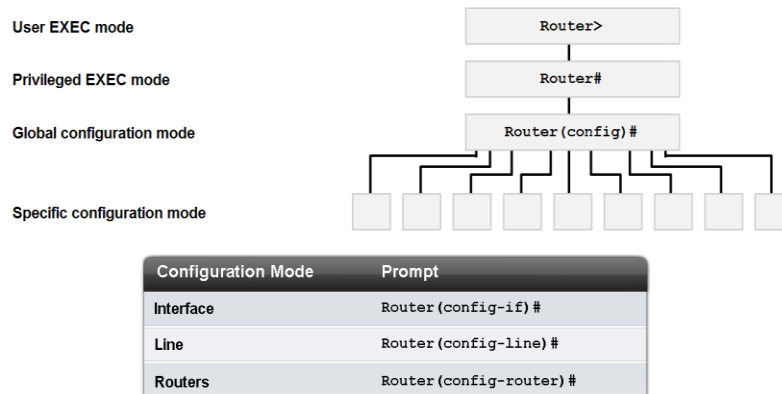 User EXEC mode
Router>
Privileged EXEC mode
Router#
Global configuration mode
Router(config)#
Specific configuration mode
Configuration Mode Prompt
Interface Router(config-if)#
Line Router(config-line)#
Routers Router(config-router)#